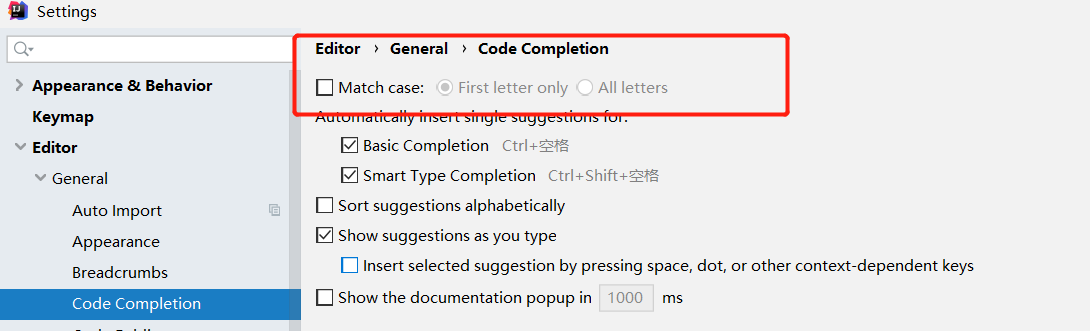 Settings
Editor › General › Code Completion
Match case: First letter only All letters
Appearance & Behavior
Automatically insert single suggestions for:
Keymap
Basic Completion Ctrl+空格
Editor
General
Smart Type Completion Ctrl+Shift+空格
Auto Import
Sort suggestions alphabetically
Appearance
Show suggestions as you type
Breadcrumbs
Insert selected suggestion by pressing space, dot, or other context-dependent keys
Code Completion
Show the documentation popup in 1000 ms